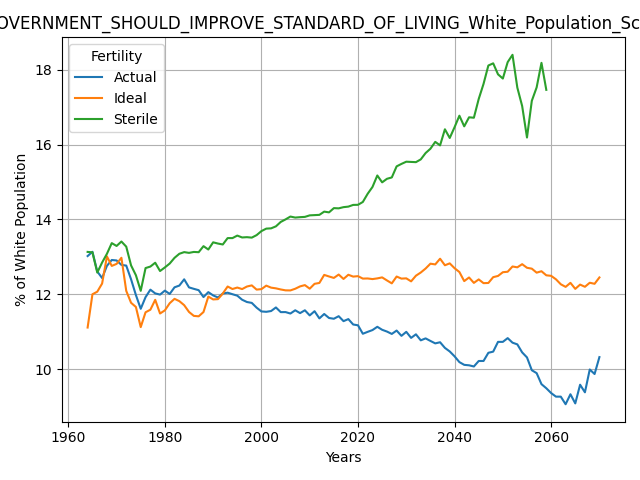 OVERNMENT_SHOULD_IMPROVE_STANDARD_OF_LIVING_White_Population_Sc
Fertility
Actual
Ideal
Sterile
18
16
14
12
10
% of White Population
1960
1980
2000
2020
2040
2060
Years